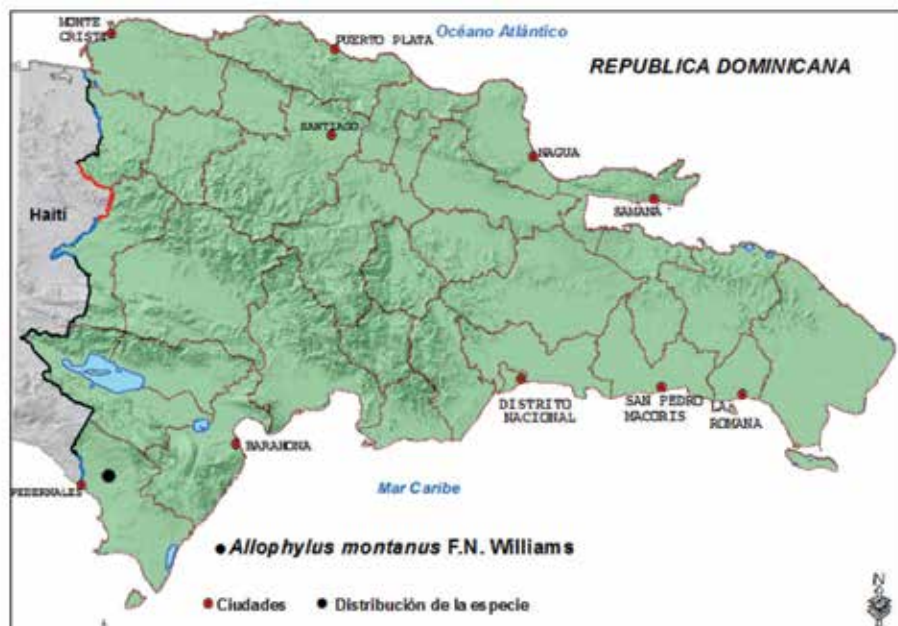 MONTE
CRISTI
PUERTO PLATA
Océano Atlántico
REPUBLICA DOMINICANA
SANTIAGO
NAGUA
SAMANA
Haití
DISTRITO
NACIONAL
SAN PEDRO
MACORIS
LA
ROMANA
BARAHONA
PEDERNALES
Mar Caribe
Allophylus montanus F.N. Williams
Ciudades
Distribución de la especie
N